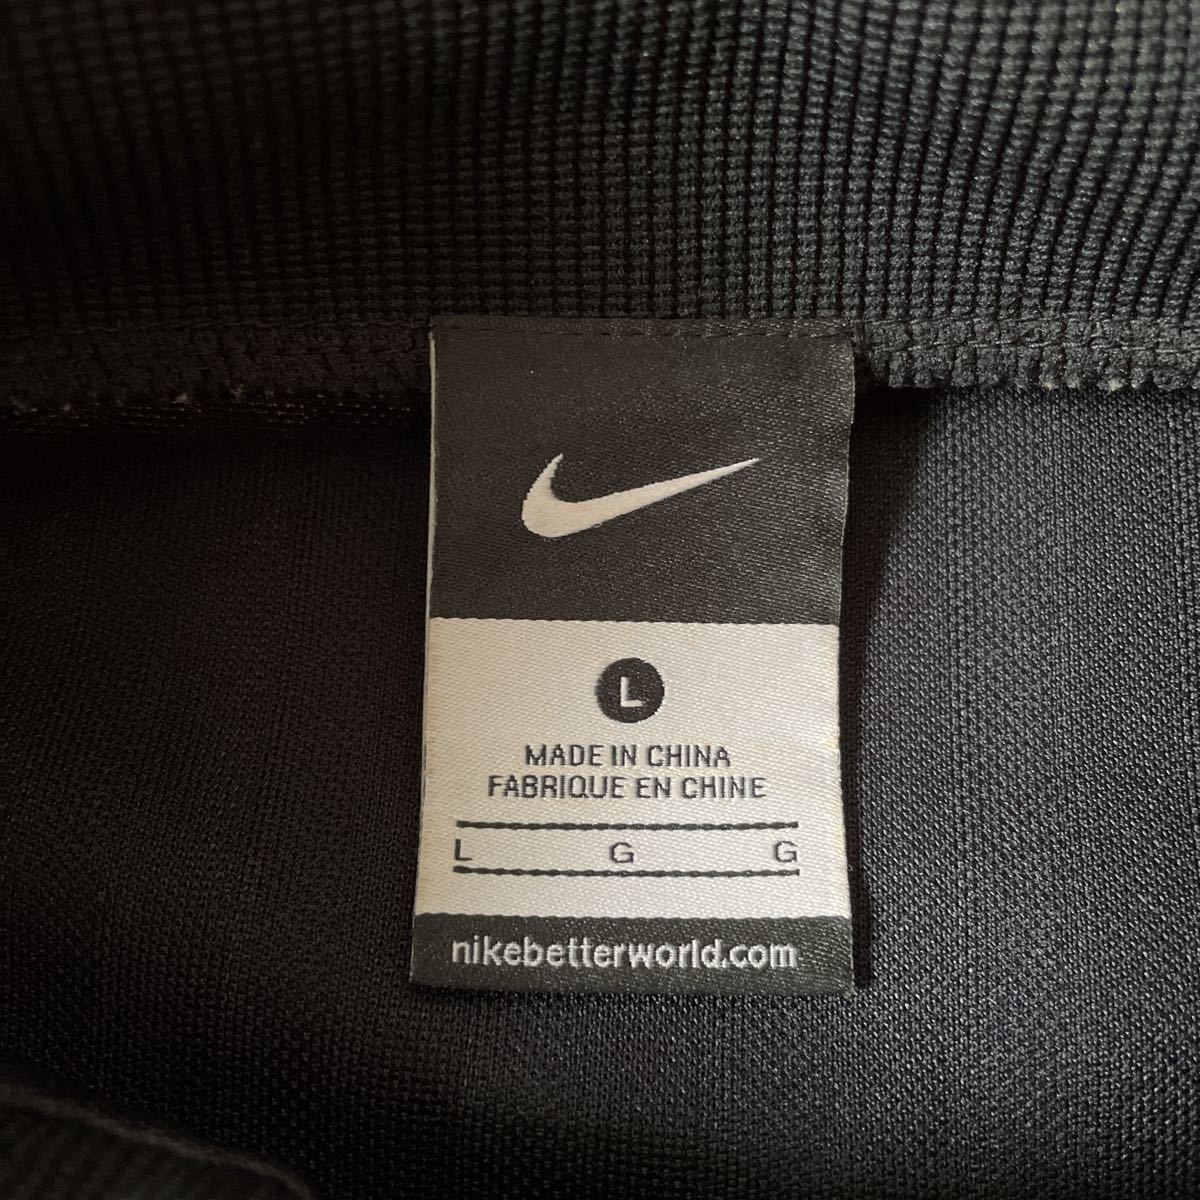 L
MADE IN CHINA
FABRIQUE EN CHINE
L G G
nikebetterworld.com